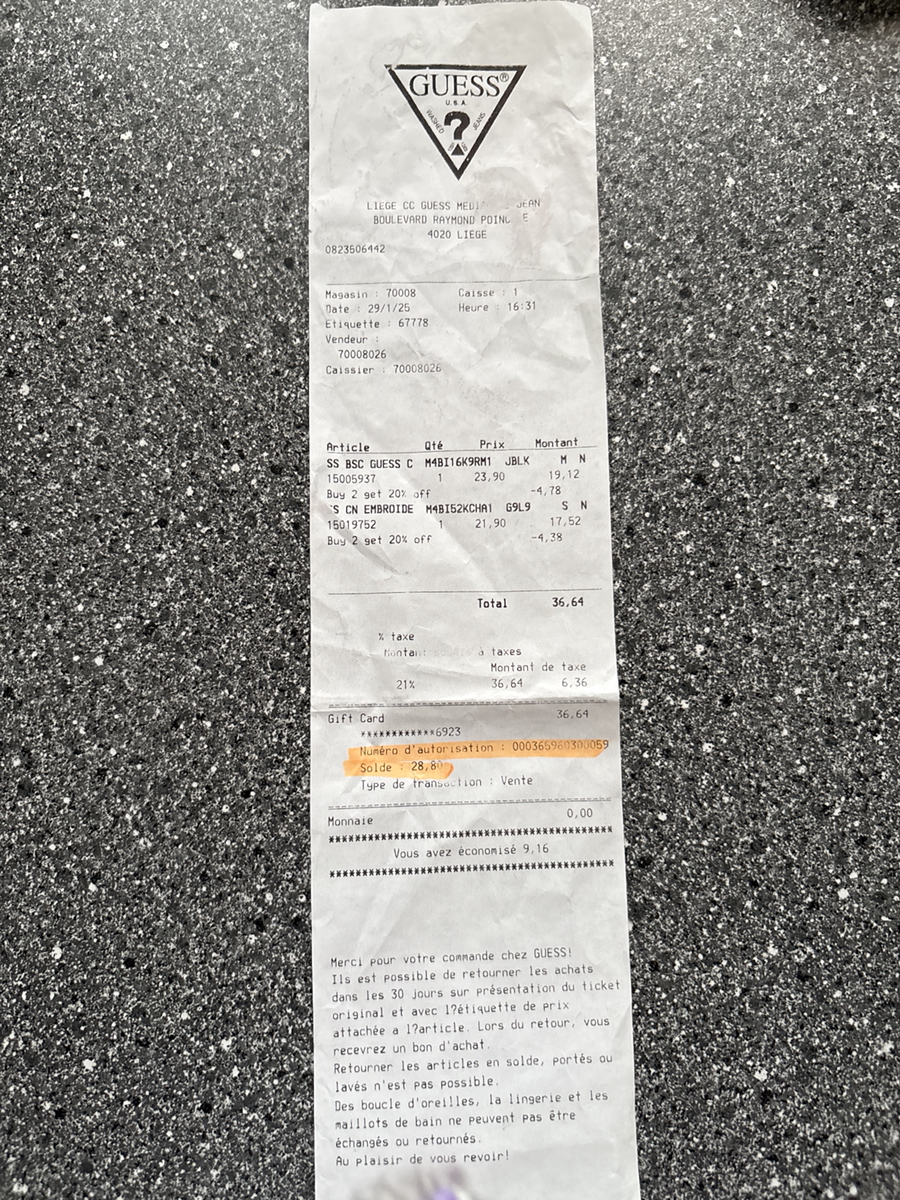 GUESS®
U.S.A.
WASHED ? JEANS
LIEGE CC GUESS JEAN
BOULEVARD RAYMOND
4020 LIEGE
0823506442
Magasin : 70008 Caisse : 1
Date : 29/1/25 Heure : 16:31
Etiquette : 67778
Vendeur :
70008026
Caissier : 70008026
Article Qté Prix Montant
SS BSC GUESS C M4BI16K9RM1 JBLK M N
15005937 1 23,90 19,12
Buy 2 get 20% off -4,78
S CN EMBROIDE M4BI52KCHA1 G9L9 S N
15019752 1 21,90 17,52
Buy 2 get 20% off -4,38
Total 36,64
% taxe
Montant à taxes
Montant de taxe
21% 36,64 6,36
Gift Card 36,64
************6923
Numéro d'autorisation : 000365960300059
Solde : 28,80
Type de transaction : Vente
Monnaie 0,00
Vous avez économisé 9,16
Merci pour votre commande chez GUESS!
Ils est possible de retourner les achats
dans les 30 jours sur présentation du ticket
original et avec l?étiquette de prix
attachée a l?article. Lors du retour, vous
recevrez un bon d'achat.
Retourner les articles en solde, portés ou
lavés n'est pas possible.
Des boucle d'oreilles, la lingerie et les
maillots de bain ne peuvent pas être
échangés ou retournés.
Au plaisir de vous revoir!